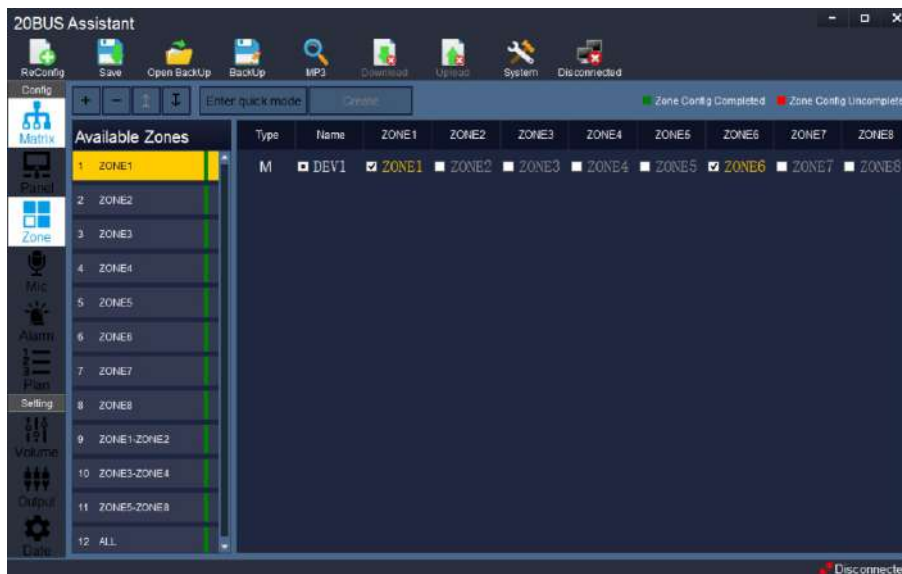 20BUS Assistant
ReConfig Save Open BackUp BackUp MP3 Download Upload System Disconnected
Config
Enter quick mode Create Zone Config Completed Zone Config Uncomplete
Matrix
Available Zones Type Name ZONE1 ZONE2 ZONE3 ZONE4 ZONE5 ZONE6 ZONE7 ZONE8
1 ZONE1 M DEV1 ZONE1 ZONE2 ZONE3 ZONE4 ZONE5 ZONE6 ZONE7 ZONE8
Panel
2 ZONE2
Zone
3 ZONE3
4 ZONE4
Mic
5 ZONE5
Alarm
6 ZONE6
7 ZONE7
Plan
Setting
8 ZONE8
9 ZONE1-ZONE2
Volume
10 ZONE3-ZONE4
Output
11 ZONE5-ZONE8
12 ALL
Date
Disconnecte